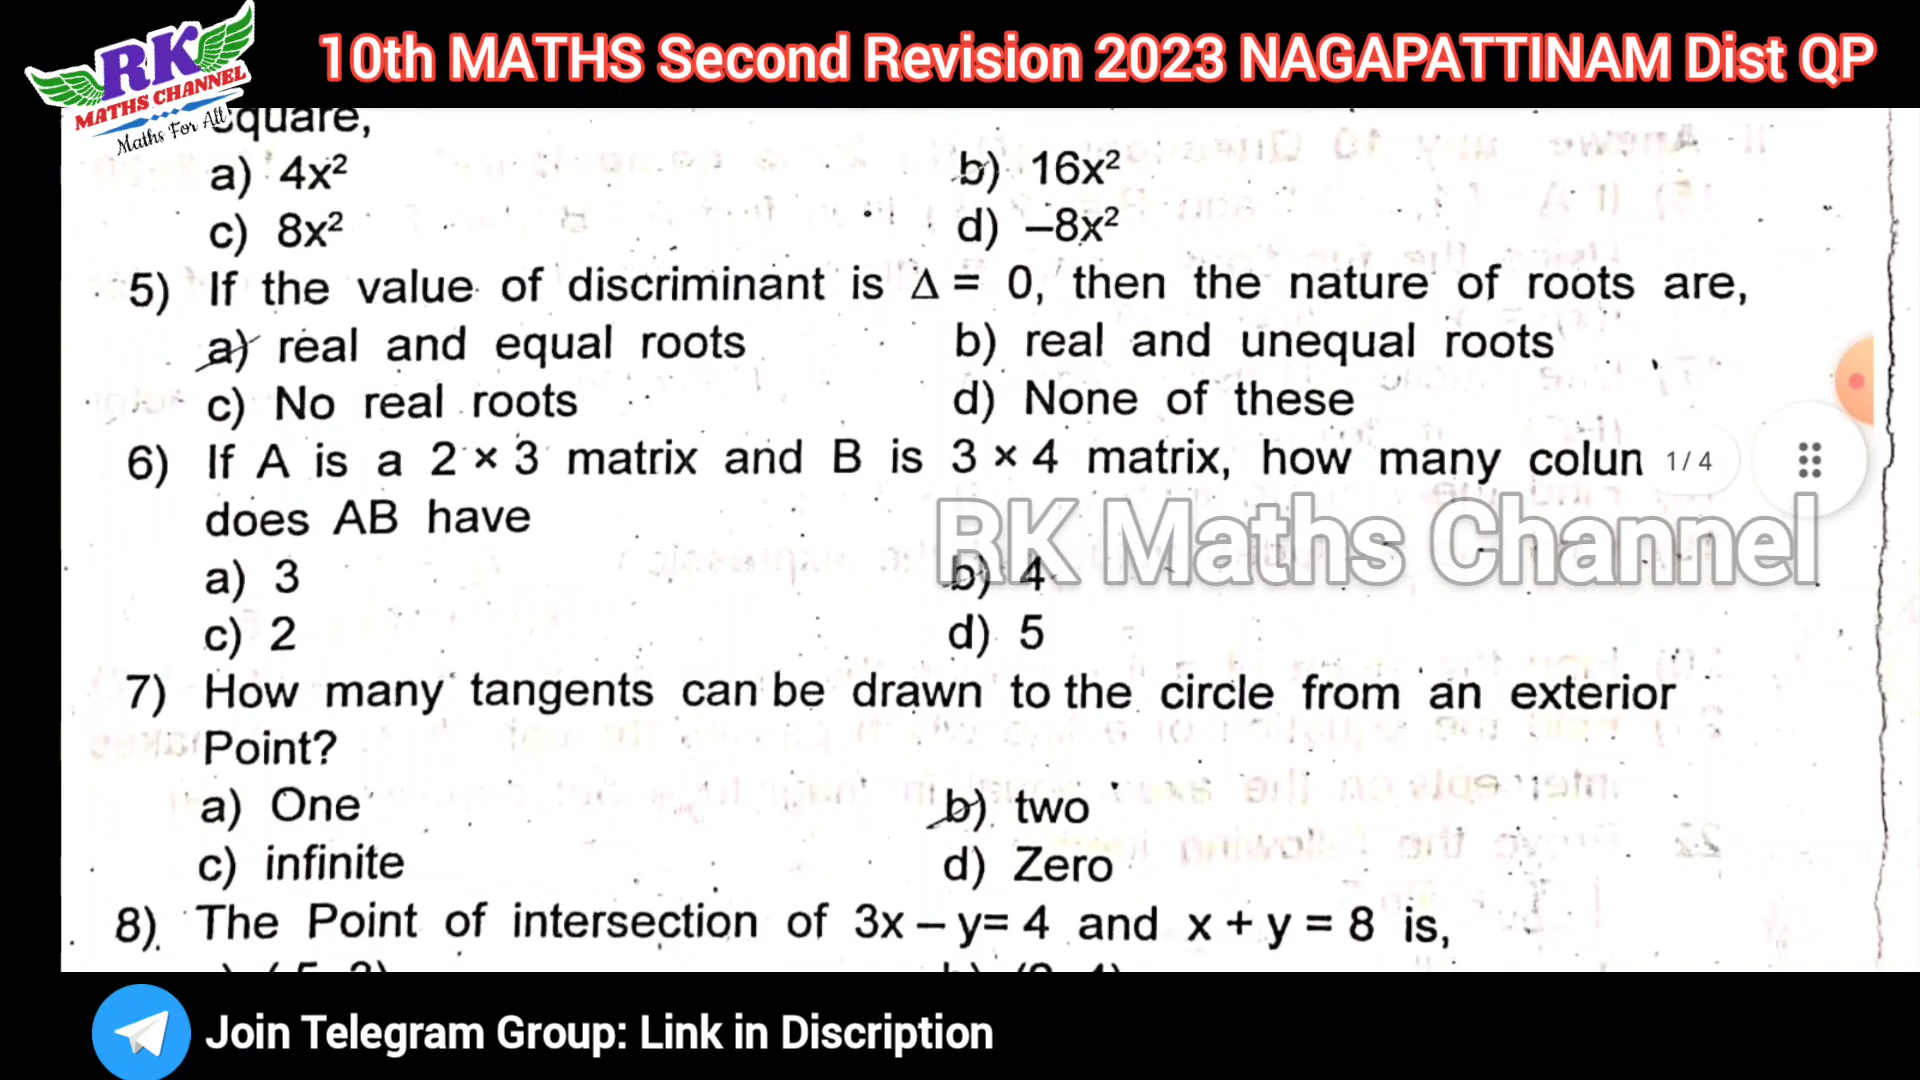 RK
MATHS CHANNEL
Maths For All
10th MATHS Second Revision 2023 NAGAPATTINAM Dist QP
square,
a) 4x²
b) 16x²
c) 8x²
d) –8x²
5) If the value of discriminant is Δ = 0, then the nature of roots are,
a) real and equal roots
b) real and unequal roots
c) No real roots
d) None of these
6) If A is a 2 × 3 matrix and B is 3 × 4 matrix, how many colun
1/4
does AB have
RK Maths Channel
a) 3
b) 4
c) 2
d) 5
7) How many tangents can be drawn to the circle from an exterior
Point?
a) One
b) two
c) infinite
d) Zero
8) The Point of intersection of 3x – y= 4 and x + y = 8 is,
Join Telegram Group: Link in Discription